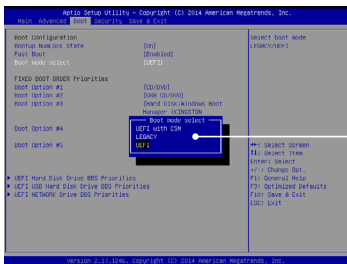 Aptio Setup Utility - Copyright (C) 2014 American Megatrends, Inc.
Main Advanced Boot Security Save & Exit
Boot Configuration
Bootup NumLock State [On]
Fast Boot [Enabled]
Boot mode select [UEFI]
FIXED BOOT ORDER Priorities
Boot Option #1 [CD/DVD]
Boot Option #2 [USB CD/DVD]
Boot Option #3 [Hard Disk:Windows Boot
Manager (KINGSTON
Boot mode select
Boot Option #4 UEFI with CSM
LEGACY
Boot Option #5 UEFI
UEFI Hard Disk Drive BBS Priorities
UEFI USB Hard Disk Drive BBS Priorities
UEFI NETWORK Drive BBS Priorities
Select boot mode
LEGACY/UEFI
→←: Select Screen
↑↓: Select Item
Enter: Select
+/-: Change Opt.
F1: General Help
F9: Optimized Defaults
F10: Save & Exit
ESC: Exit
Version 2.17.1246. Copyright (C) 2014 American Megatrends, Inc.